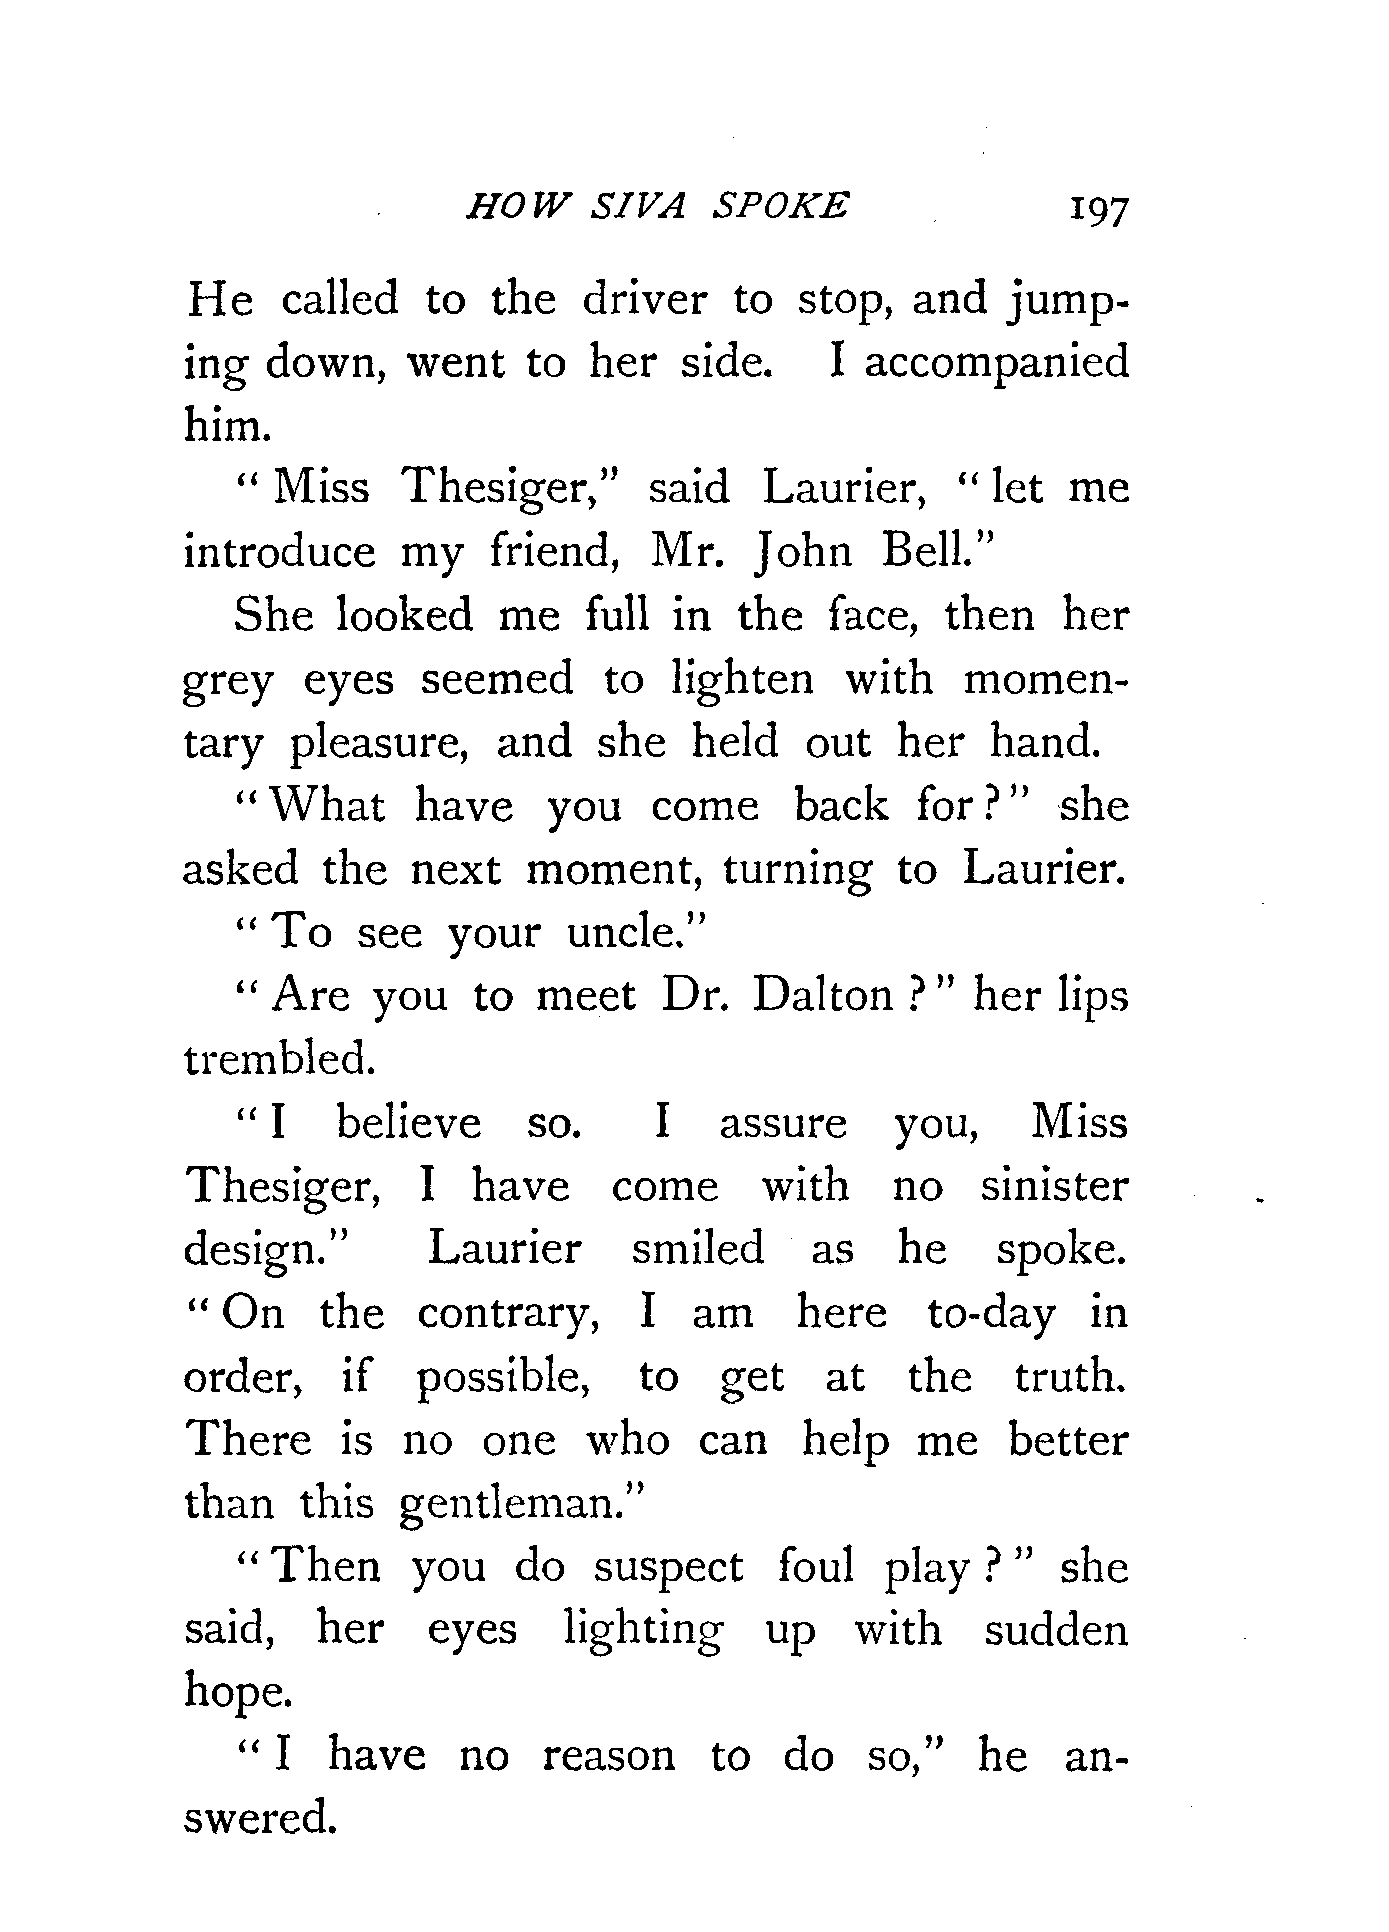 HOW SIVA SPOKE 197
He called to the driver to stop, and jump-
ing down, went to her side. I accompanied
him.
“Miss Thesiger,” said Laurier, “let me
introduce my friend, Mr. John Bell.”
She looked me full in the face, then her
grey eyes seemed to lighten with momen-
tary pleasure, and she held out her hand.
“What have you come back for?” she
asked the next moment, turning to Laurier.
“To see your uncle.”
“Are you to meet Dr. Dalton?” her lips
trembled.
“I believe so. I assure you, Miss
Thesiger, I have come with no sinister
design.” Laurier smiled as he spoke.
“On the contrary, I am here to-day in
order, if possible, to get at the truth.
There is no one who can help me better
than this gentleman.”
“Then you do suspect foul play?” she
said, her eyes lighting up with sudden
hope.
“I have no reason to do so,” he an-
swered.